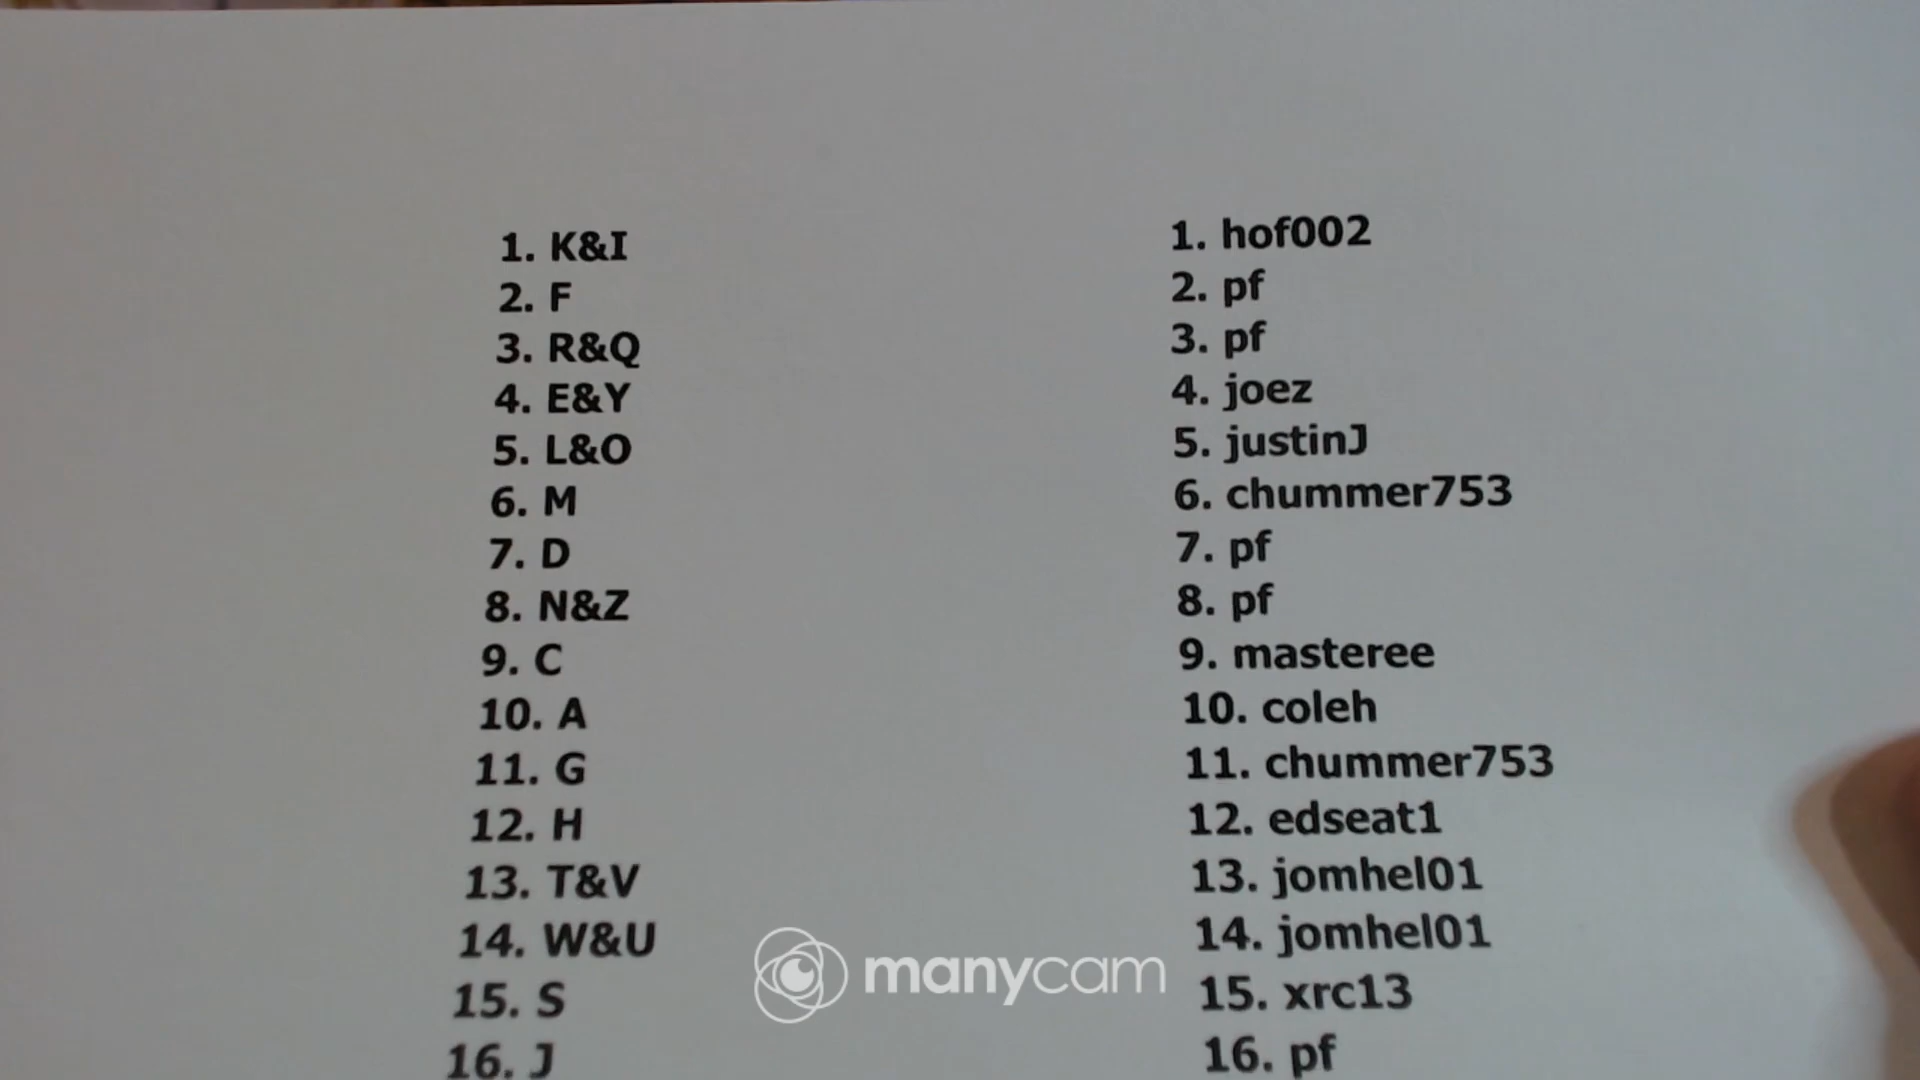 1. K&I
2. F
3. R&Q
4. E&Y
5. L&O
6. M
7. D
8. N&Z
9. C
10. A
11. G
12. H
13. T&V
14. W&U
15. S
16. J
1. hof002
2. pf
3. pf
4. joez
5. justinJ
6. chummer753
7. pf
8. pf
9. masteree
10. coleh
11. chummer753
12. edseat1
13. jomhel01
14. jomhel01
15. xrc13
16. pf
manycam